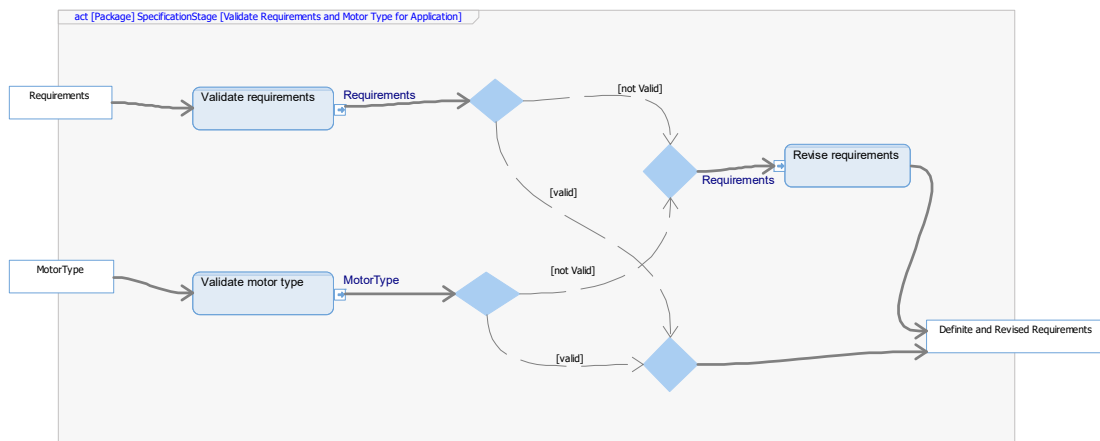 act [Package] SpecificationStage [Validate Requirements and Motor Type for Application]
Requirements
Validate requirements
Requirements
[not Valid]
Revise requirements
Requirements
[valid]
MotorType
Validate motor type
MotorType
[not Valid]
[valid]
Definite and Revised Requirements